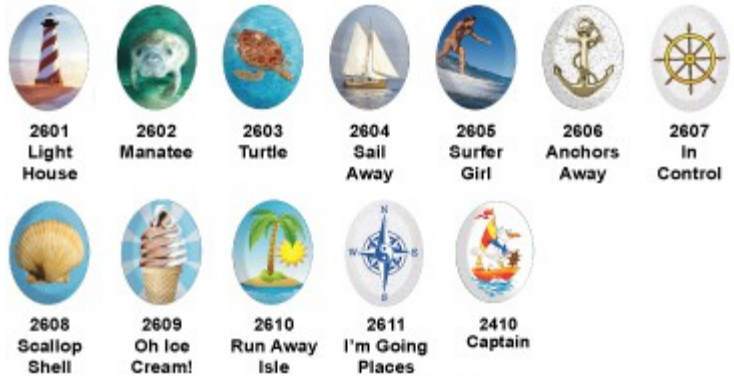 2601
Light
House
2602
Manatee
2603
Turtle
2604
Sail
Away
2605
Surfer
Girl
2606
Anchors
Away
2607
In
Control
N
W
E
S
2608
Scallop
Shell
2609
Oh Ice
Cream!
2610
Run Away
Isle
2611
I'm Going
Places
2410
Captain